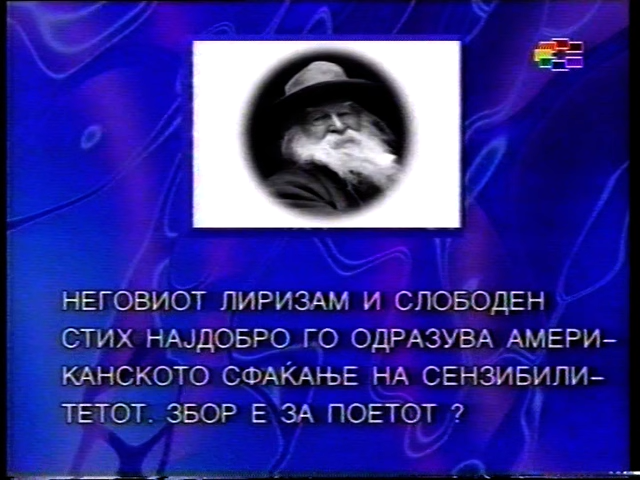 НЕГОВИОТ ЛИРИЗАМ И СЛОБОДЕН
СТИХ НАЈДОБРО ГО ОДРАЗУВА АМЕРИ–
КАНСКОТО СФАЌАЊЕ НА СЕНЗИБИЛИ–
ТЕТОТ. ЗБОР Е ЗА ПОЕТОТ ?